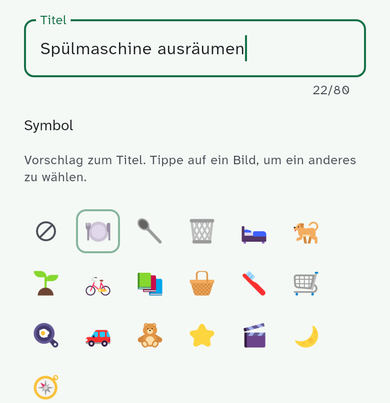 Titel
Spülmaschine ausräumen
22/80
Symbol
Vorschlag zum Titel. Tippe auf ein Bild, um ein anderes
zu wählen.